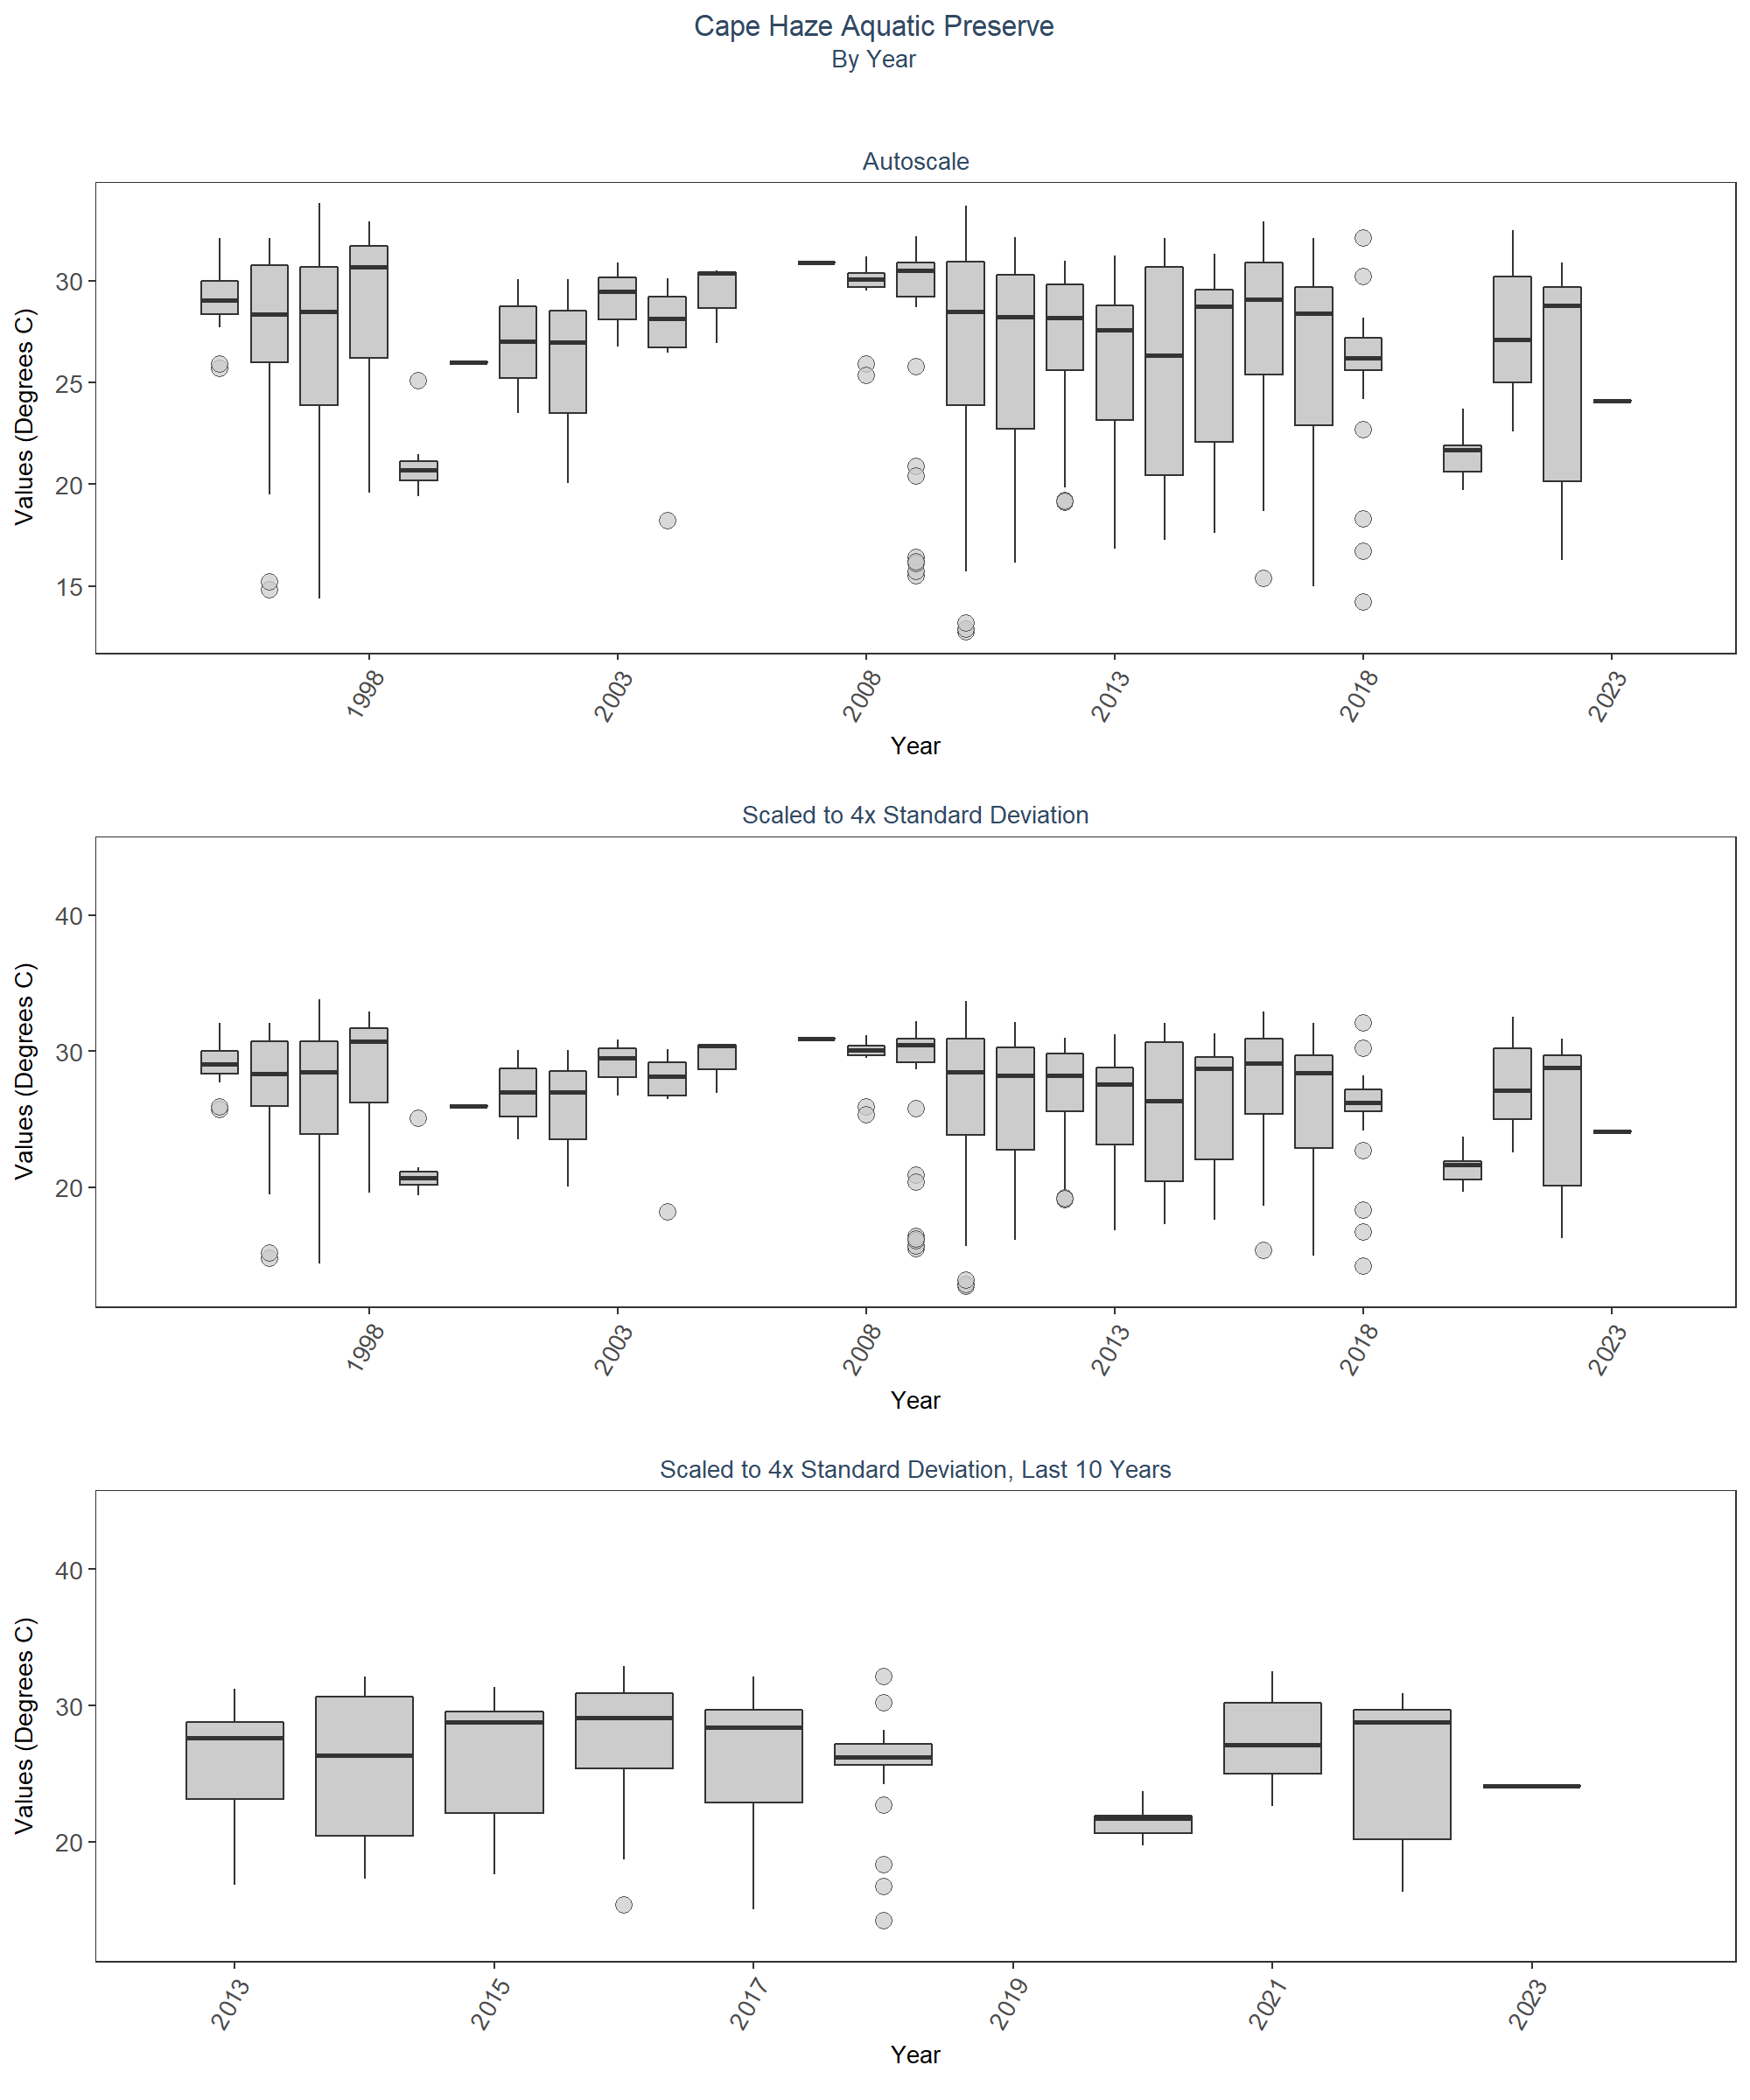 Cape Haze Aquatic Preserve
By Year
Autoscale
Values (Degrees C)
30
25
20
15
1998 2003 2008 2013 2018 2023
Year
Scaled to 4x Standard Deviation
Values (Degrees C)
40
30
20
1998 2003 2008 2013 2018 2023
Year
Scaled to 4x Standard Deviation, Last 10 Years
Values (Degrees C)
40
30
20
2013 2015 2017 2019 2021 2023
Year